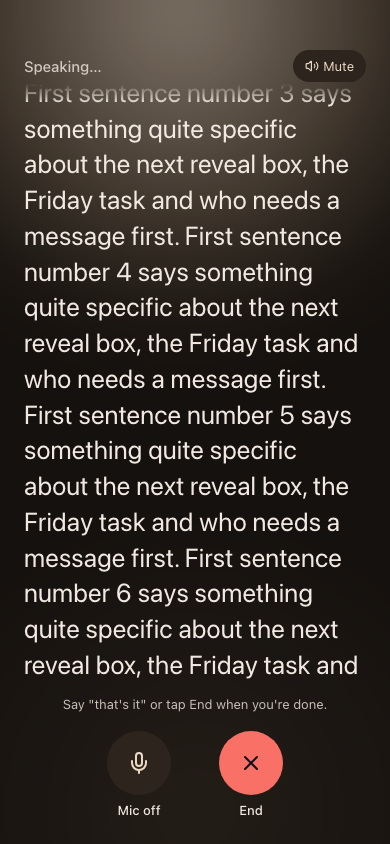 Speaking...
Mute
First sentence number 3 says
something quite specific
about the next reveal box, the
Friday task and who needs a
message first. First sentence
number 4 says something
quite specific about the next
reveal box, the Friday task and
who needs a message first.
First sentence number 5 says
something quite specific
about the next reveal box, the
Friday task and who needs a
message first. First sentence
number 6 says something
quite specific about the next
reveal box, the Friday task and
Say "that's it" or tap End when you're done.
Mic off
End